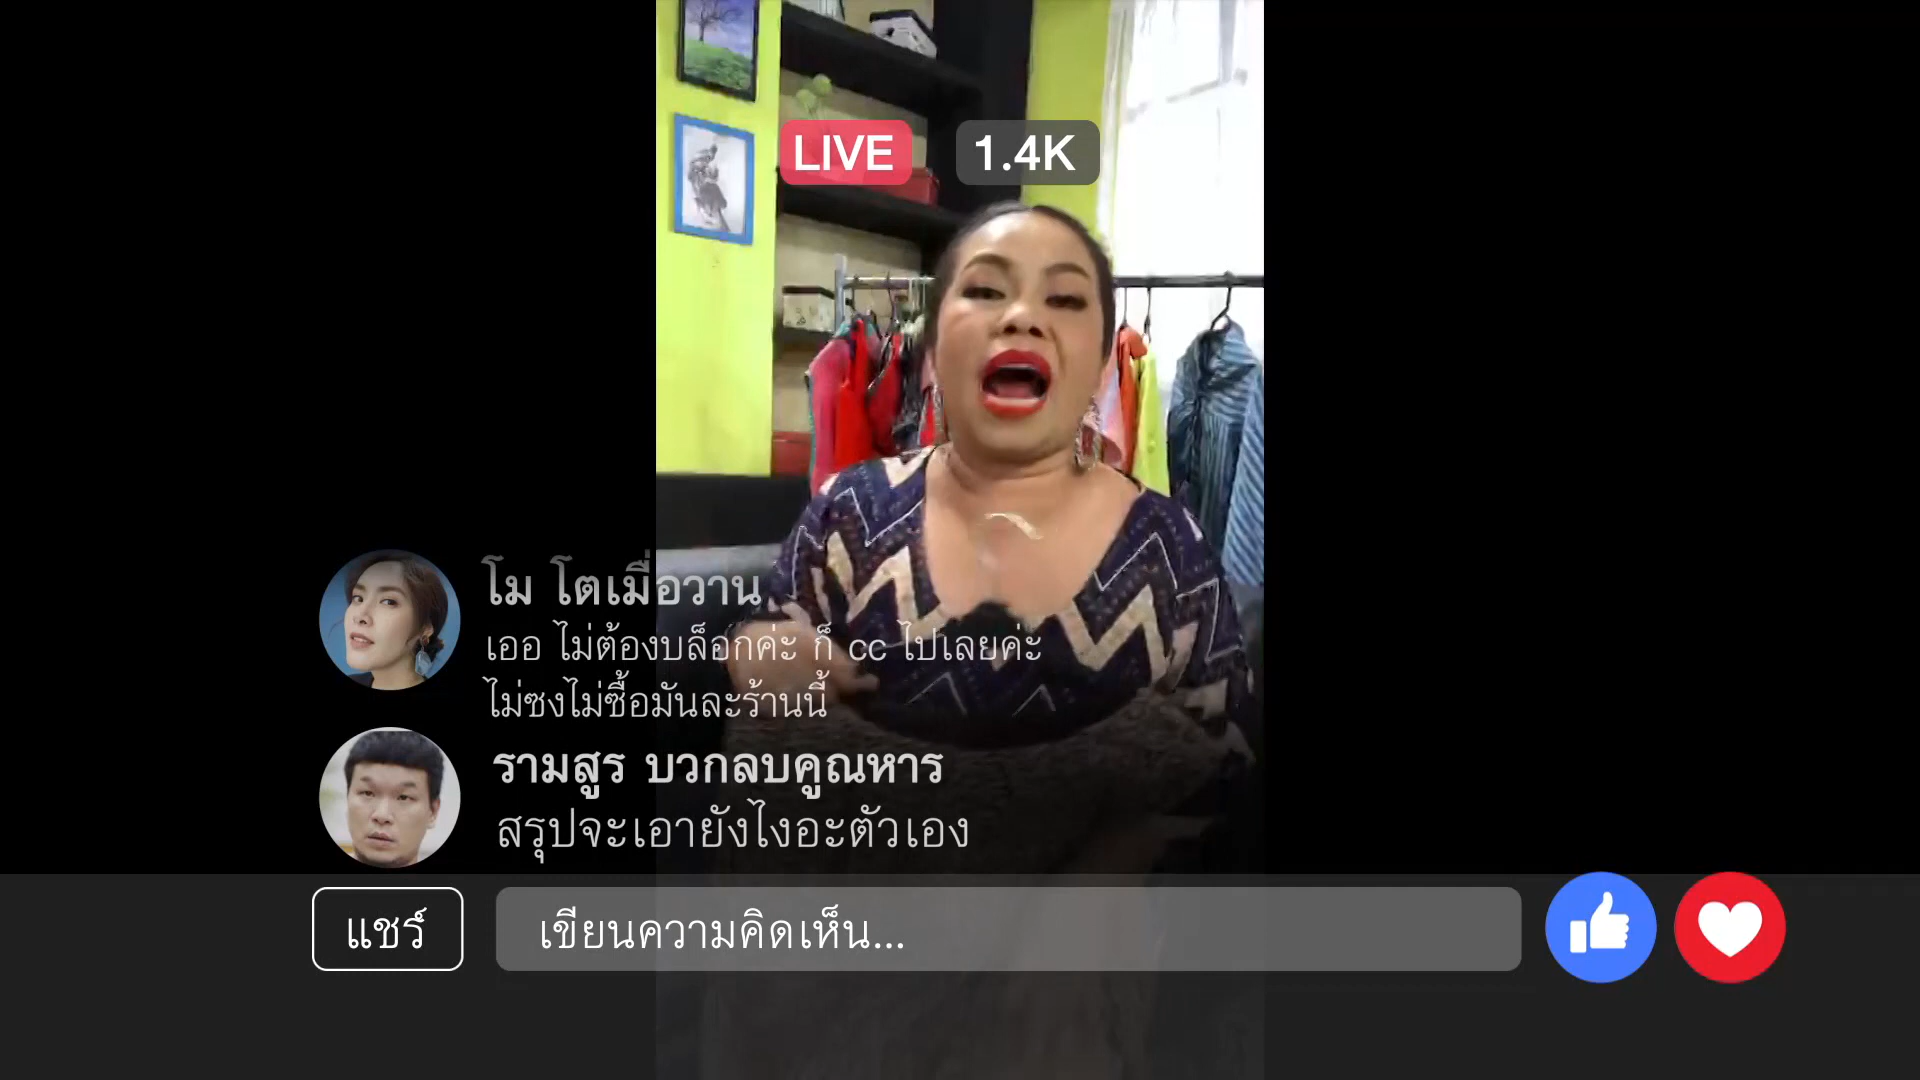 LIVE 1.4K
โม โตเมื่อวาน
เออ ไม่ต้องบล็อกค่ะ ก็ cc ไปเลยค่ะ
ไม่ซงไม่ซื้อมันละร้านนี้
รามสูร บวกลบคูณหาร
สรุปจะเอายังไงอะตัวเอง
แชร์ เขียนความคิดเห็น...